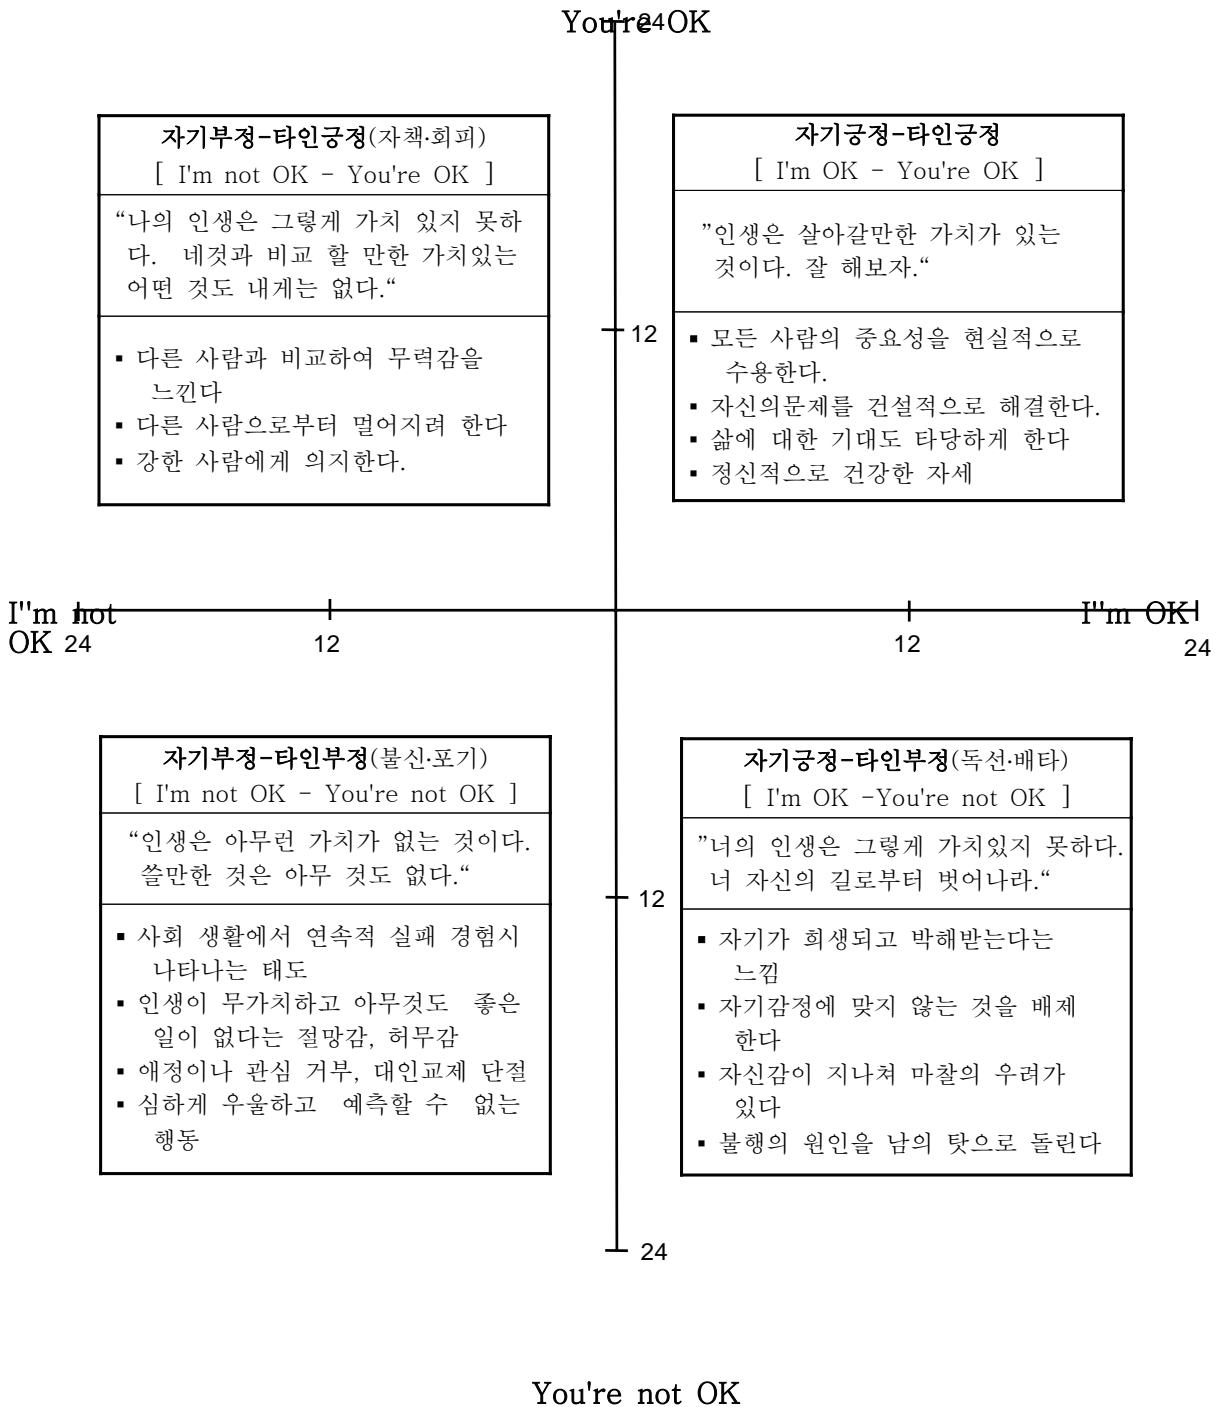 You're OK
24
자기부정-타인긍정(자책·회피)
[ I'm not OK - You're OK ]
“나의 인생은 그렇게 가치 있지 못하
다. 네것과 비교 할 만한 가치있는
어떤 것도 내게는 없다.“
▪ 다른 사람과 비교하여 무력감을
느낀다
▪ 다른 사람으로부터 멀어지려 한다
▪ 강한 사람에게 의지한다.
자기긍정-타인긍정
[ I'm OK - You're OK ]
”인생은 살아갈만한 가치가 있는
것이다. 잘 해보자.“
▪ 모든 사람의 중요성을 현실적으로
수용한다.
▪ 자신의문제를 건설적으로 해결한다.
▪ 삶에 대한 기대도 타당하게 한다
▪ 정신적으로 건강한 자세
12
I''m not
OK
24
12
12
I''m OK
24
자기부정-타인부정(불신·포기)
[ I'm not OK - You're not OK ]
“인생은 아무런 가치가 없는 것이다.
쓸만한 것은 아무 것도 없다.“
▪ 사회 생활에서 연속적 실패 경험시
나타나는 태도
▪ 인생이 무가치하고 아무것도 좋은
일이 없다는 절망감, 허무감
▪ 애정이나 관심 거부, 대인교제 단절
▪ 심하게 우울하고 예측할 수 없는
행동
자기긍정-타인부정(독선·배타)
[ I'm OK -You're not OK ]
”너의 인생은 그렇게 가치있지 못하다.
너 자신의 길로부터 벗어나라.“
▪ 자기가 희생되고 박해받는다는
느낌
▪ 자기감정에 맞지 않는 것을 배제
한다
▪ 자신감이 지나쳐 마찰의 우려가
있다
▪ 불행의 원인을 남의 탓으로 돌린다
12
24
You're not OK